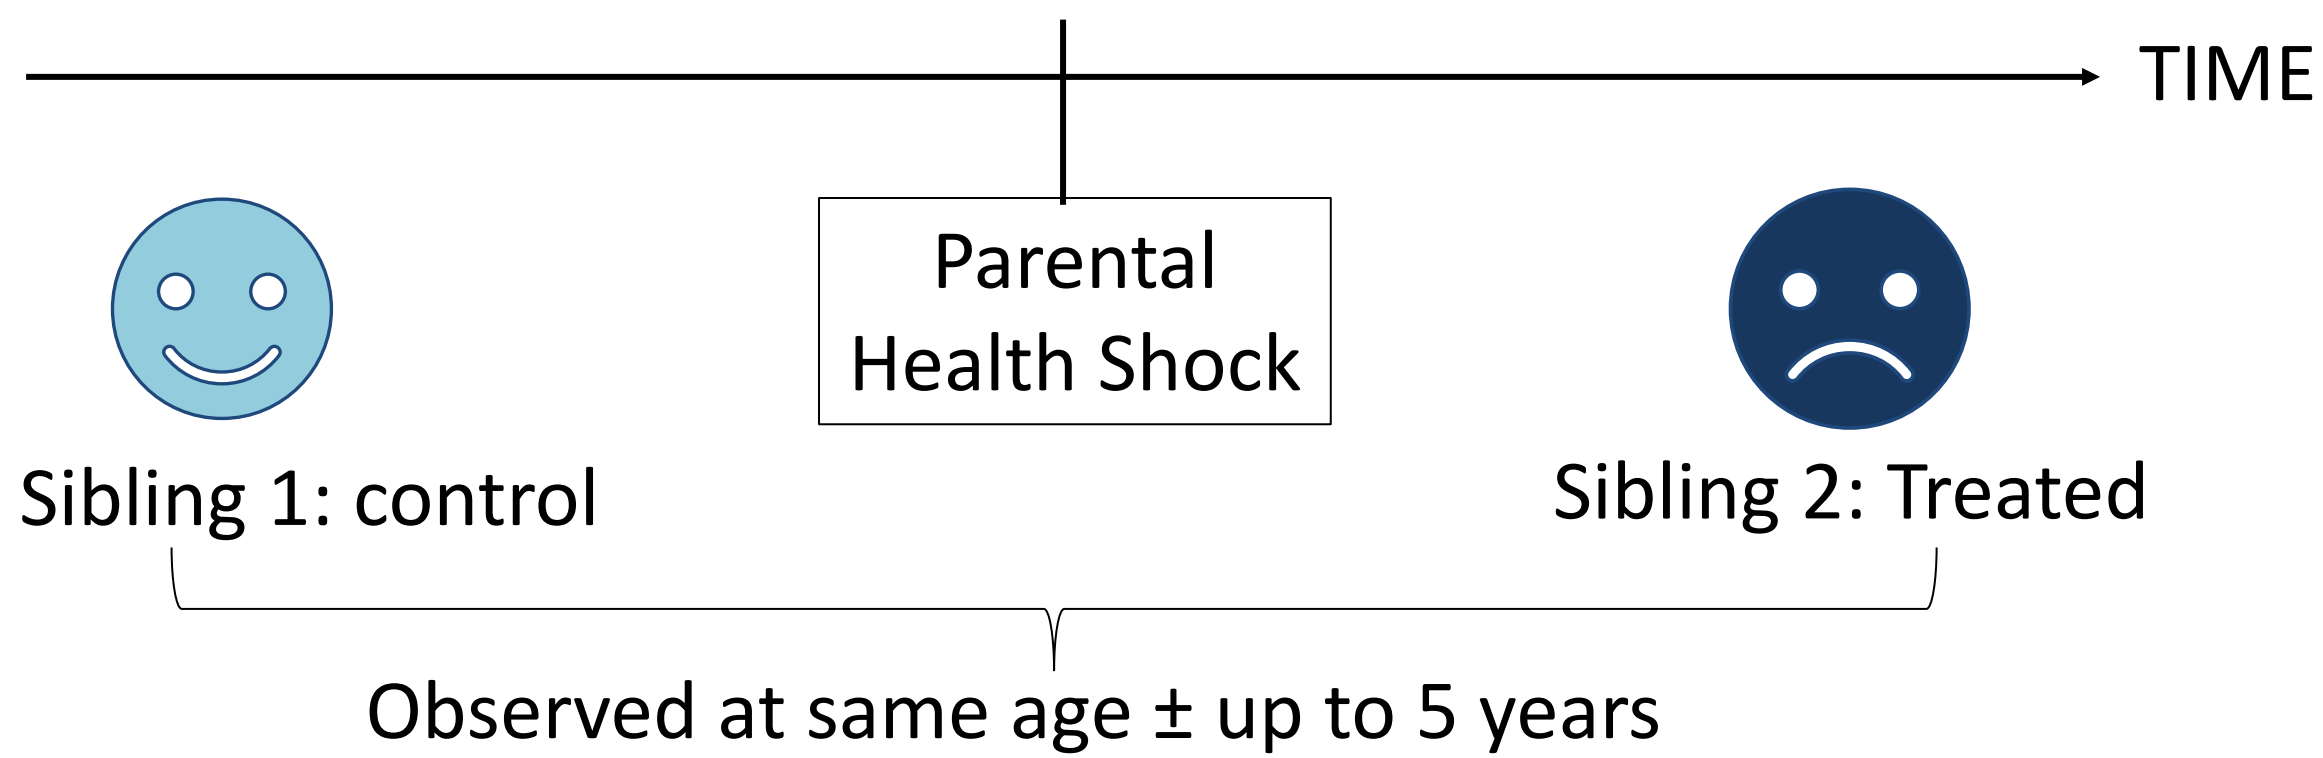 TIME
Parental
Health Shock
Sibling 1: control
Sibling 2: Treated
Observed at same age ± up to 5 years